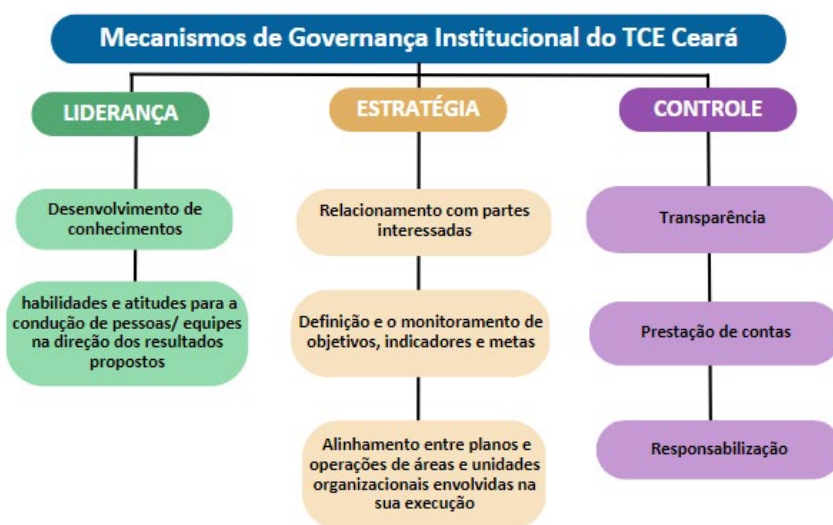 Mecanismos de Governança Institucional do TCE Ceará
LIDERANÇA
Desenvolvimento de
conhecimentos
habilidades e atitudes para a
condução de pessoas/ equipes
na direção dos resultados
propostos
ESTRATÉGIA
Relacionamento com partes
interessadas
Definição e o monitoramento de
objetivos, indicadores e metas
Alinhamento entre planos e
operações de áreas e unidades
organizacionais envolvidas na
sua execução
CONTROLE
Transparência
Prestação de contas
Responsabilização